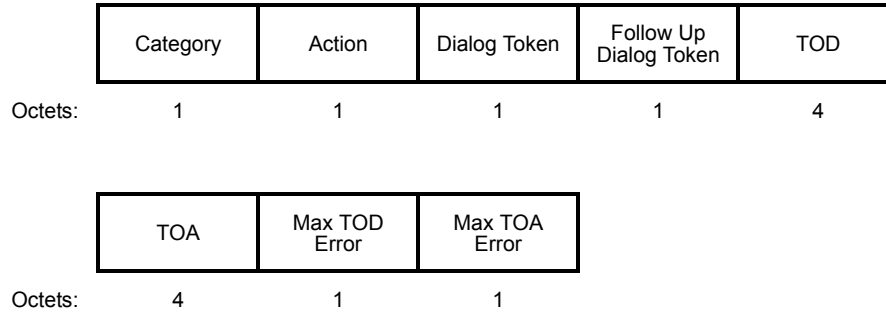 Category Action Dialog Token Follow Up Dialog Token TOD
Octets: 1 1 1 1 4
TOA Max TOD Error Max TOA Error
Octets: 4 1 1